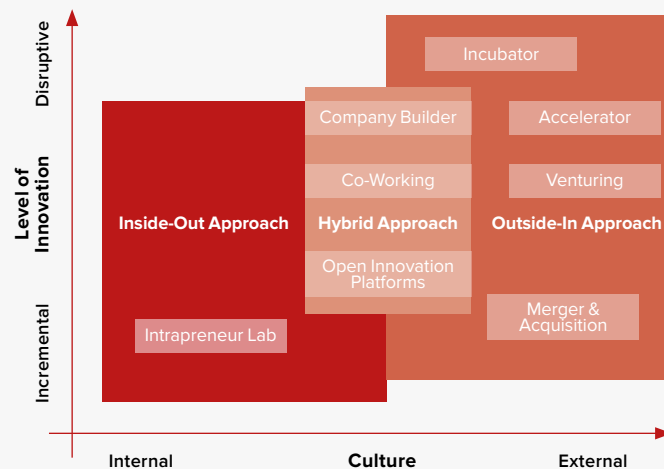 Disruptive
Level of
Innovation
Incremental
Incubator
Company Builder
Accelerator
Co-Working
Venturing
Inside-Out Approach
Hybrid Approach
Outside-In Approach
Open Innovation
Platforms
Merger &
Acquisition
Intrapreneur Lab
Internal
Culture
External